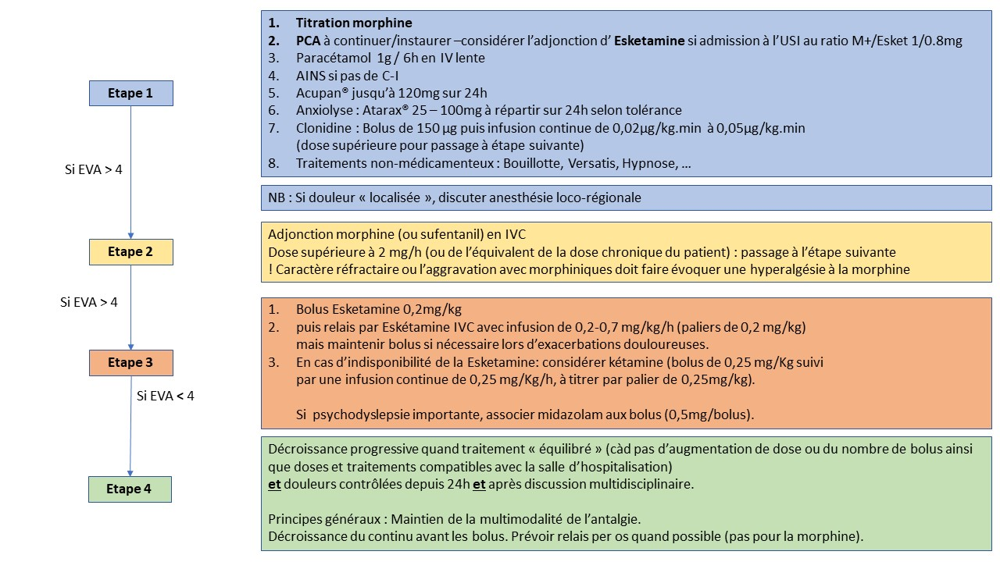 1. Titration morphine
2. PCA à continuer/instaurer –considérer l’adjonction d’ Esketamine si admission à l’USI au ratio M+/Esket 1/0.8mg
3. Paracétamol 1g / 6h en IV lente
4. AINS si pas de C-I
5. Acupan® jusqu’à 120mg sur 24h
6. Anxiolyse : Atarax® 25 – 100mg à répartir sur 24h selon tolérance
7. Clonidine : Bolus de 150 µg puis infusion continue de 0,02µg/kg.min à 0,05µg/kg.min
(dose supérieure pour passage à étape suivante)
8. Traitements non-médicamenteux : Bouillotte, Versatis, Hypnose, …
Etape 1
Si EVA > 4
NB : Si douleur « localisée », discuter anesthésie loco-régionale
Etape 2
Adjonction morphine (ou sufentanil) en IVC
Dose supérieure à 2 mg/h (ou de l’équivalent de la dose chronique du patient) : passage à l’étape suivante
! Caractère réfractaire ou l’aggravation avec morphiniques doit faire évoquer une hyperalgésie à la morphine
Si EVA > 4
Etape 3
1. Bolus Esketamine 0,2mg/kg
2. puis relais par Eskétamine IVC avec infusion de 0,2-0,7 mg/kg/h (paliers de 0,2 mg/kg)
mais maintenir bolus si nécessaire lors d’exacerbations douloureuses.
3. En cas d’indisponibilité de la Esketamine: considérer kétamine (bolus de 0,25 mg/Kg suivi
par une infusion continue de 0,25 mg/Kg/h, à titrer par palier de 0,25mg/kg).
Si psychodyslepsie importante, associer midazolam aux bolus (0,5mg/bolus).
Si EVA < 4
Etape 4
Décroissance progressive quand traitement « équilibré » (càd pas d’augmentation de dose ou du nombre de bolus ainsi
que doses et traitements compatibles avec la salle d’hospitalisation)
et douleurs contrôlées depuis 24h et après discussion multidisciplinaire.
Principes généraux : Maintien de la multimodalité de l’antalgie.
Décroissance du continu avant les bolus. Prévoir relais per os quand possible (pas pour la morphine).